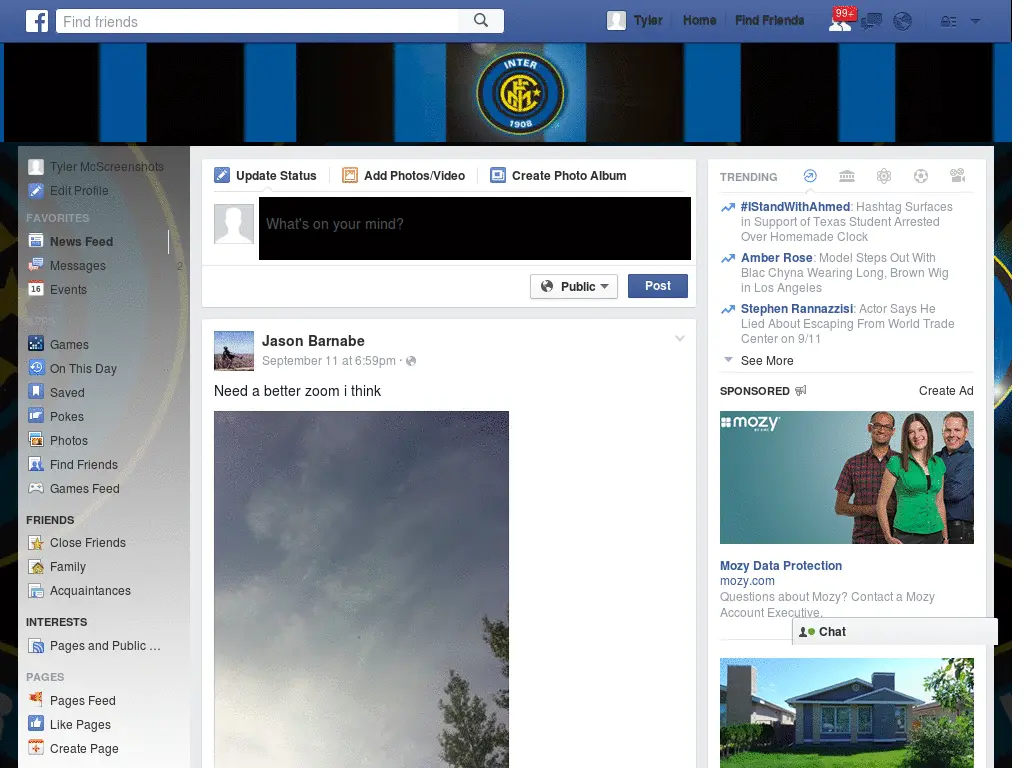 Find friends
Tyler
Home
Find Friends
99+
INTER
1908
Tyler McScreenshots
Edit Profile
FAVORITES
News Feed
Messages 2
16 Events
APPS
Games
On This Day
Saved
Pokes
Photos
Find Friends
Games Feed
FRIENDS
Close Friends
Family
Acquaintances
INTERESTS
Pages and Public ...
PAGES
Pages Feed
Like Pages
Create Page
Update Status
Add Photos/Video
Create Photo Album
What's on your mind?
Public
Post
Jason Barnabe
September 11 at 6:59pm ·
Need a better zoom i think
TRENDING
#IStandWithAhmed: Hashtag Surfaces
in Support of Texas Student Arrested
Over Homemade Clock
Amber Rose: Model Steps Out With
Blac Chyna Wearing Long, Brown Wig
in Los Angeles
Stephen Rannazzisi: Actor Says He
Lied About Escaping From World Trade
Center on 9/11
See More
SPONSORED
Create Ad
mozy
Mozy Data Protection
mozy.com
Questions about Mozy? Contact a Mozy
Account Executive.
Chat